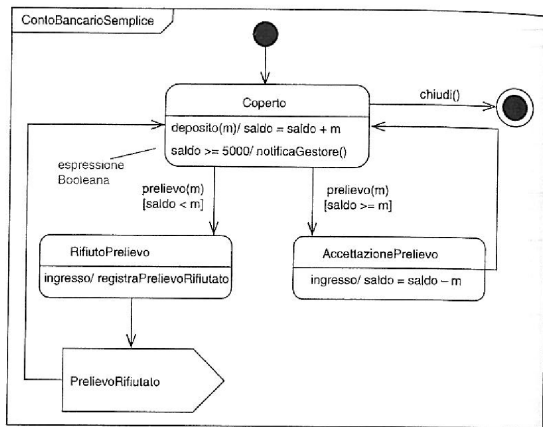 ContoBancarioSemplice
Coperto
chiudi()
deposito(m)/ saldo = saldo + m
saldo >= 5000/ notificaGestore()
espressione
Booleana
prelievo(m)
[saldo < m]
prelievo(m)
[saldo >= m]
RifiutoPrelievo
ingresso/ registraPrelievoRifiutato
AccettazionePrelievo
ingresso/ saldo = saldo – m
PrelievoRifiutato